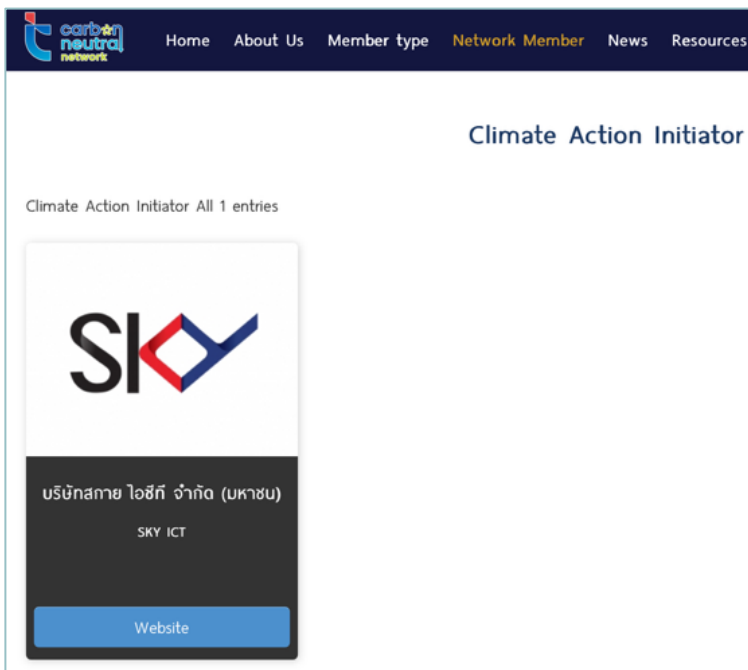 carbon
neutral
network
Home About Us Member type Network Member News Resources
Climate Action Initiator
Climate Action Initiator All 1 entries
SKY
บริษัทสกาย ไอซีที จำกัด (มหาชน)
SKY ICT
Website